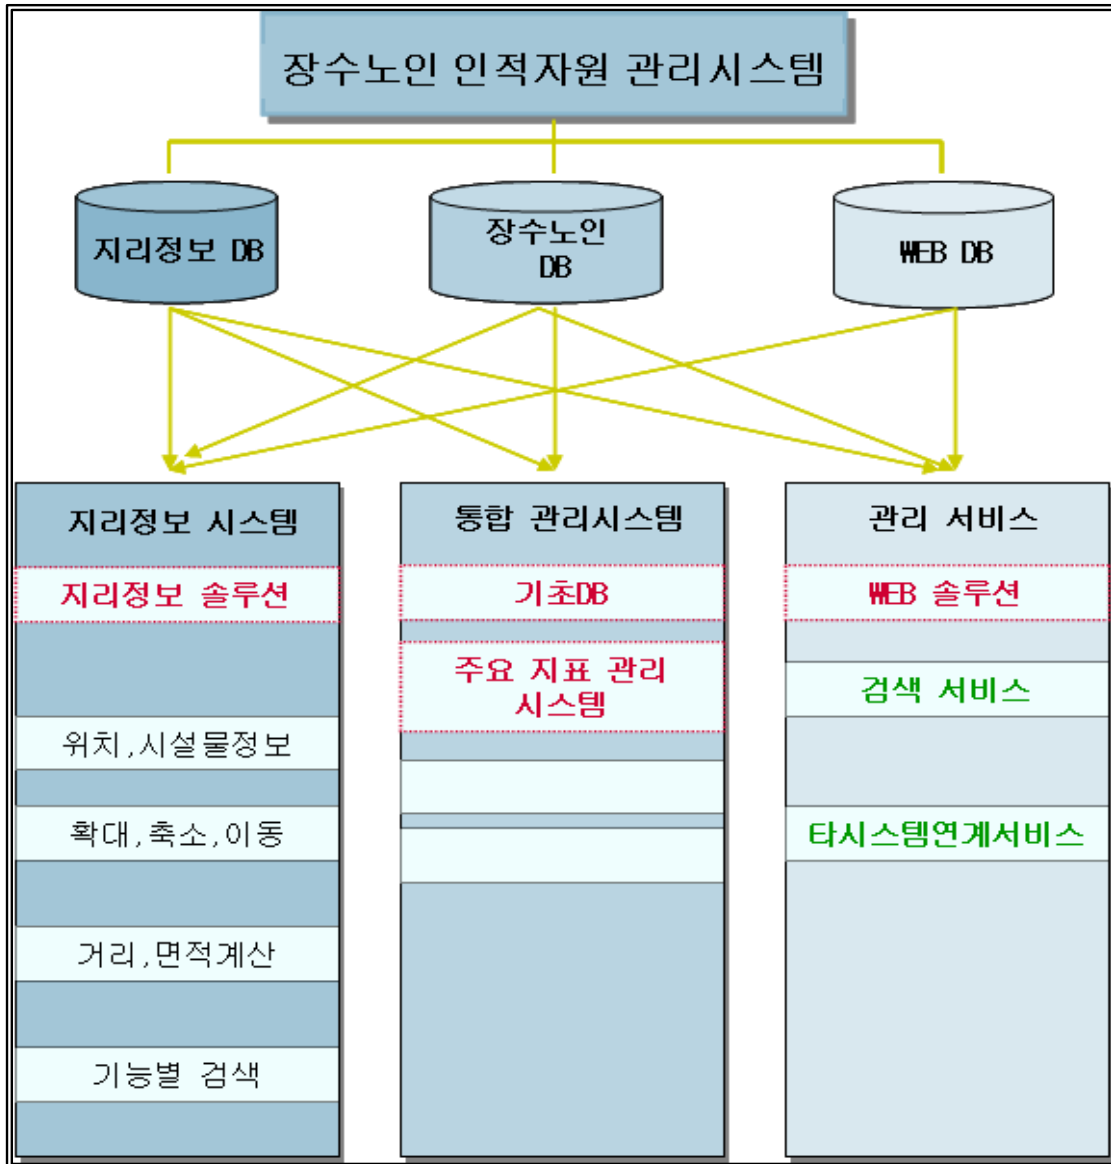 장수노인 인적자원 관리시스템
지리정보 DB
장수노인
DB
WEB DB
지리정보 시스템
지리정보 솔루션
위치,시설물정보
확대,축소,이동
거리,면적계산
기능별 검색
통합 관리시스템
기초DB
주요 지표 관리
시스템
관리 서비스
WEB 솔루션
검색 서비스
타시스템연계서비스